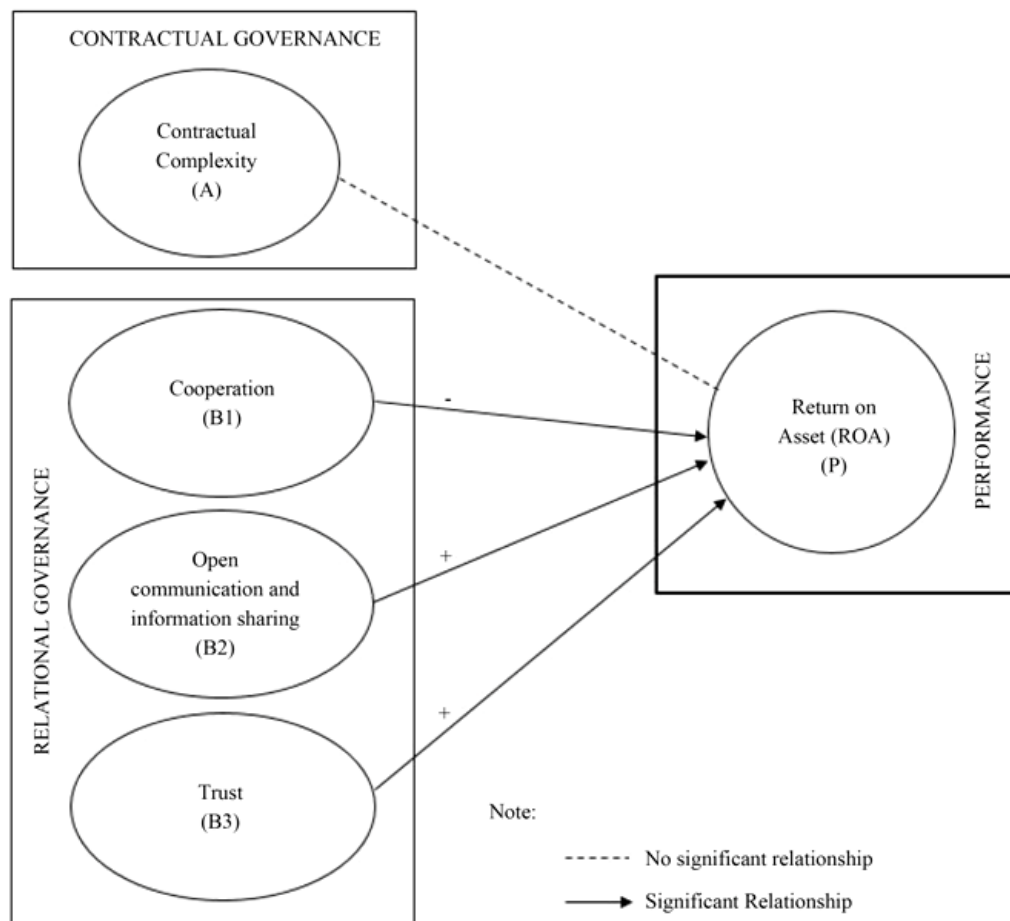 CONTRACTUAL GOVERNANCE
Contractual
Complexity
(A)
RELATIONAL GOVERNANCE
Cooperation
(B1)
-
Open
communication and
information sharing
(B2)
+
Trust
(B3)
+
Return on
Asset (ROA)
(P)
PERFORMANCE
Note:
No significant relationship
Significant Relationship